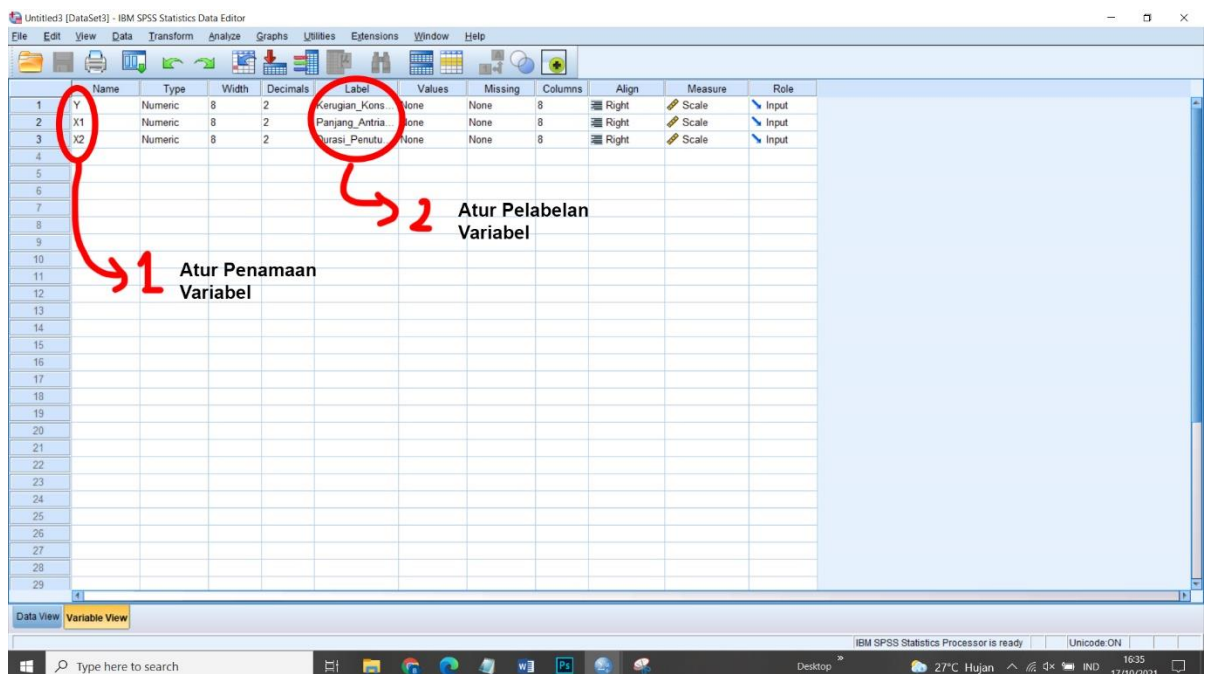 Untitled3 [DataSet3] - IBM SPSS Statistics Data Editor
File Edit View Data Transform Analyze Graphs Utilities Extensions Window Help
Name Type Width Decimals Label Values Missing Columns Align Measure Role
1 Y Numeric 8 2 Kerugian_Kons... None None 8 Right Scale Input
2 X1 Numeric 8 2 Panjang_Antria... None None 8 Right Scale Input
3 X2 Numeric 8 2 Durasi_Penutu... None None 8 Right Scale Input
4
5
6
7
8
9
10
11
12
13
14
15
16
17
18
19
20
21
22
23
24
25
26
27
28
29
2 Atur Pelabelan
Variabel
1 Atur Penamaan
Variabel
Data View Variable View
IBM SPSS Statistics Processor is ready Unicode:ON
Type here to search
Desktop
27°C Hujan
IND
16:35
17/10/2021